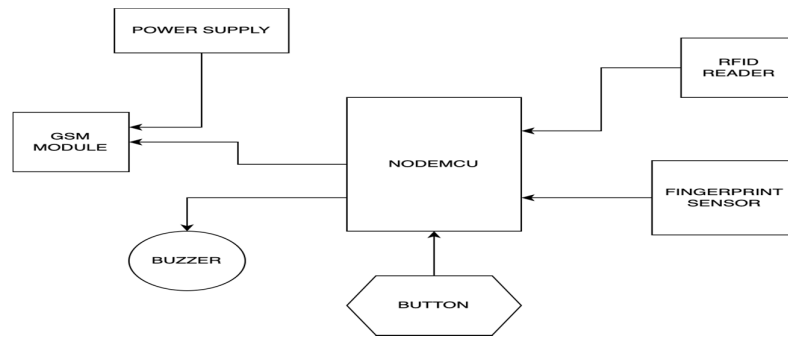 POWER SUPPLY
RFID
READER
GSM
MODULE
NODEMCU
FINGERPRINT
SENSOR
BUZZER
BUTTON